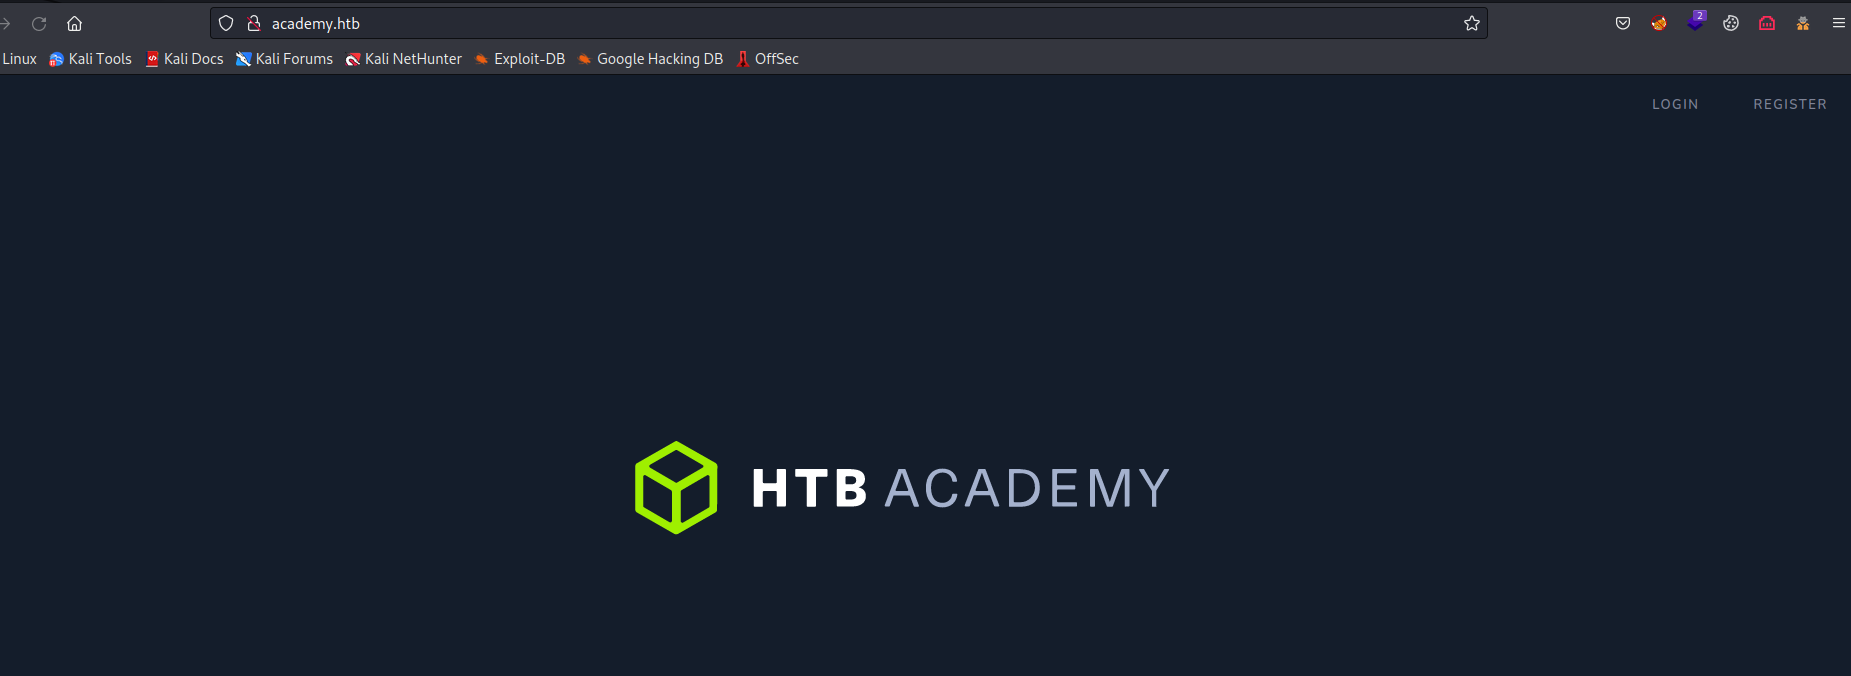 academy.htb
2
Linux Kali Tools Kali Docs Kali Forums Kali NetHunter Exploit-DB Google Hacking DB OffSec
LOGIN REGISTER
HTB ACADEMY